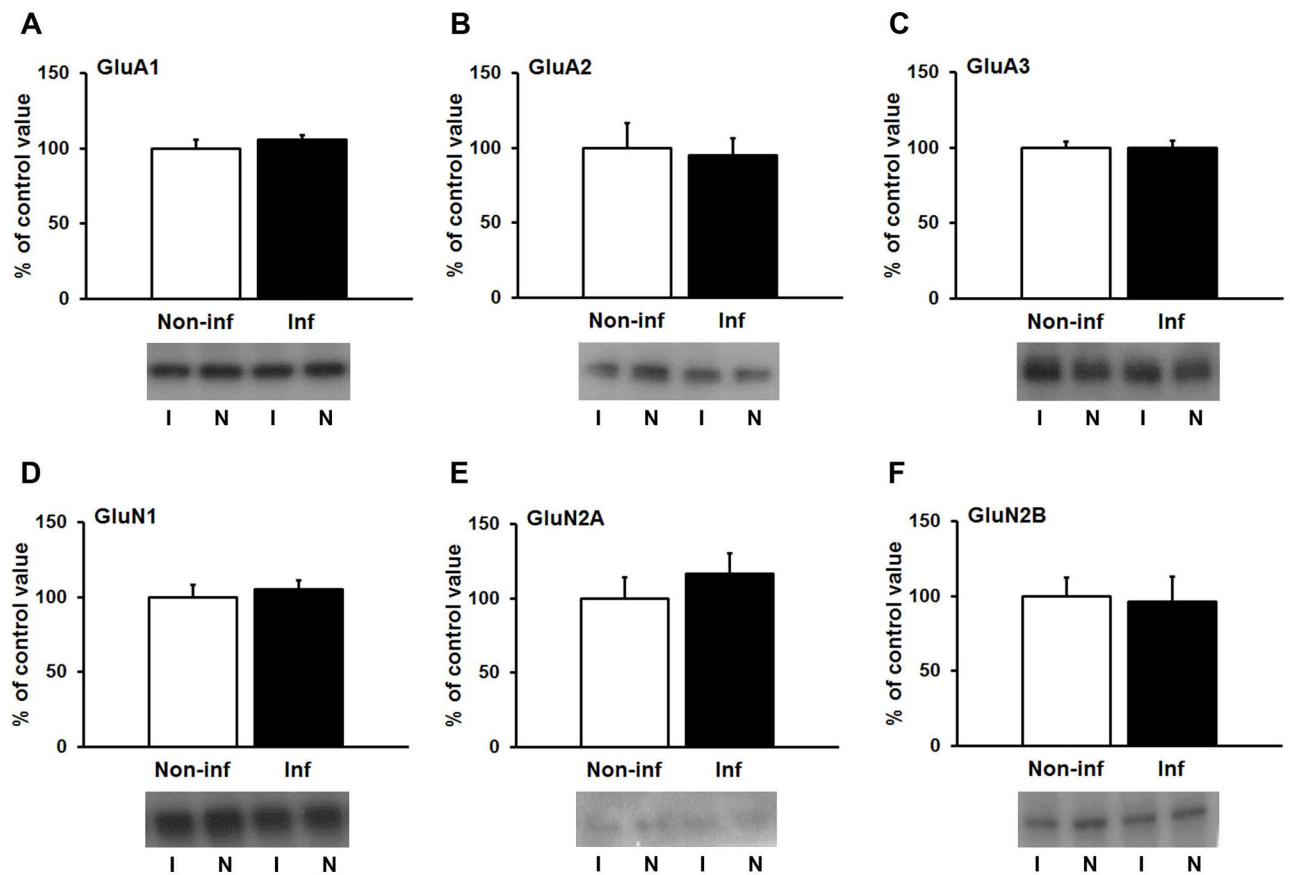 A
GluA1
% of control value
150
100
50
0
Non-inf Inf
I N I N
B
GluA2
% of control value
150
100
50
0
Non-inf Inf
I N I N
C
GluA3
% of control value
150
100
50
0
Non-inf Inf
I N I N
D
GluN1
% of control value
150
100
50
0
Non-inf Inf
I N I N
E
GluN2A
% of control value
150
100
50
0
Non-inf Inf
I N I N
F
GluN2B
% of control value
150
100
50
0
Non-inf Inf
I N I N